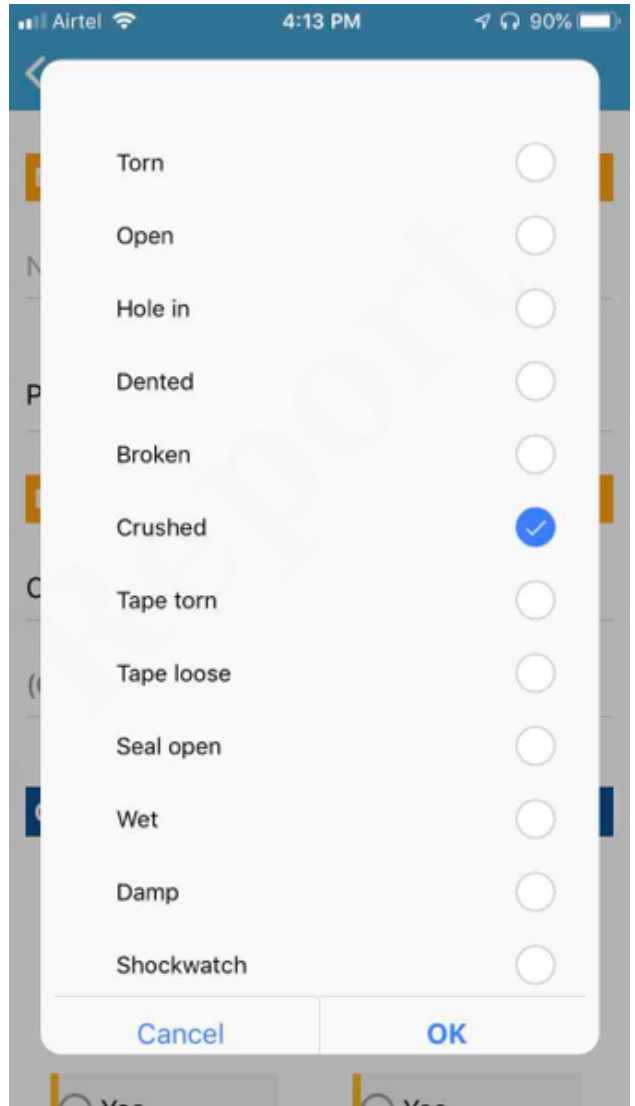 Airtel 4:13 PM 90%
Torn
Open
Hole in
Dented
Broken
Crushed
Tape torn
Tape loose
Seal open
Wet
Damp
Shockwatch
Cancel OK